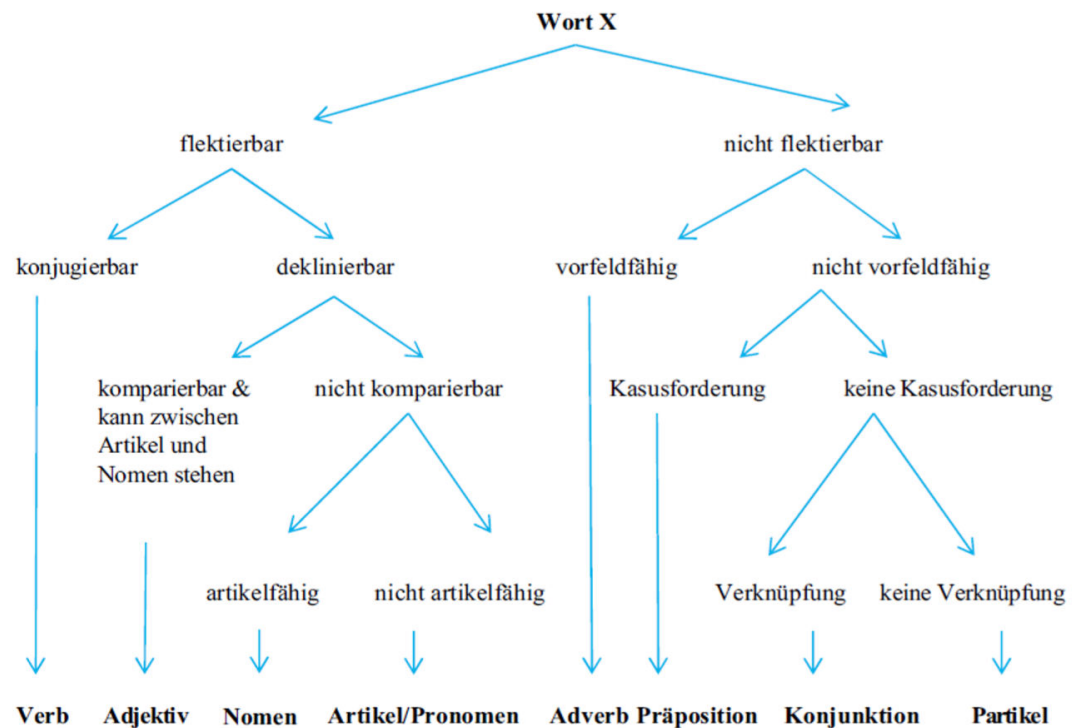 Wort X
flektierbar
nicht flektierbar
konjugierbar
deklinierbar
vorfeldfähig
nicht vorfeldfähig
komparierbar &
kann zwischen
Artikel und
Nomen stehen
nicht komparierbar
Kasusforderung
keine Kasusforderung
artikelfähig
nicht artikelfähig
Verknüpfung
keine Verknüpfung
Verb
Adjektiv
Nomen
Artikel/Pronomen
Adverb
Präposition
Konjunktion
Partikel